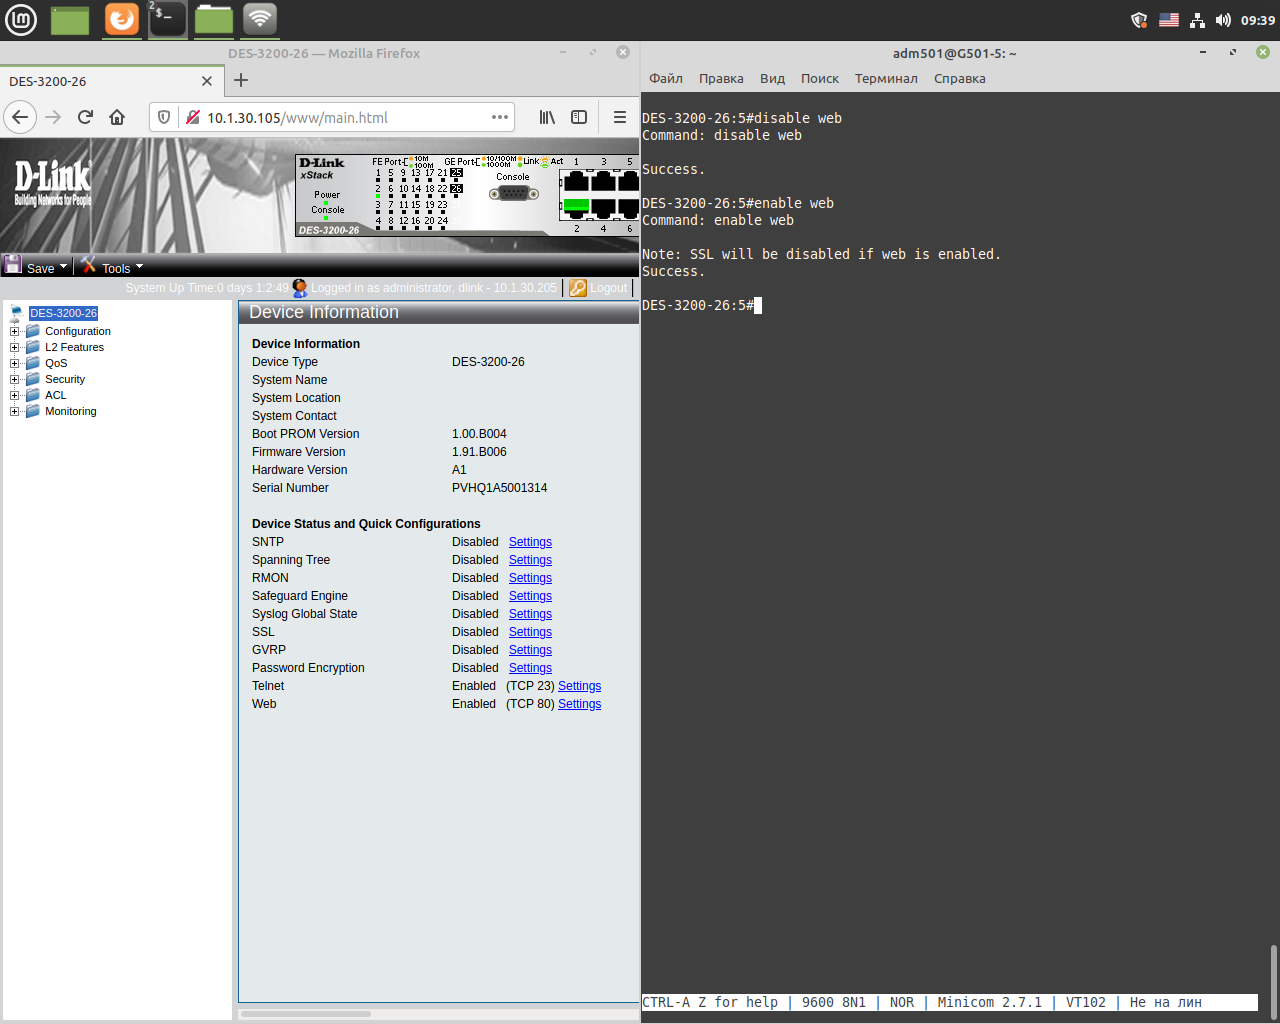 2
09:39
DES-3200-26 — Mozilla Firefox
DES-3200-26
10.1.30.105/www/main.html
D-Link
Building Networks for People
D-Link
xStack
Power
Console
DES-3200-26
FE Port 10M 100M GE Port 10/100M 1000M Link Act
1 5 9 13 17 21 25
2 6 10 14 18 22 26
3 7 11 15 19 23
4 8 12 16 20 24
Console
1 3 5
2 4 6
Save Tools
System Up Time:0 days 1:2:49 Logged in as administrator, dlink - 10.1.30.205 Logout
DES-3200-26
Configuration
L2 Features
QoS
Security
ACL
Monitoring
Device Information
Device Information
Device Type DES-3200-26
System Name
System Location
System Contact
Boot PROM Version 1.00.B004
Firmware Version 1.91.B006
Hardware Version A1
Serial Number PVHQ1A5001314
Device Status and Quick Configurations
SNTP Disabled Settings
Spanning Tree Disabled Settings
RMON Disabled Settings
Safeguard Engine Disabled Settings
Syslog Global State Disabled Settings
SSL Disabled Settings
GVRP Disabled Settings
Password Encryption Disabled Settings
Telnet Enabled (TCP 23) Settings
Web Enabled (TCP 80) Settings
adm501@G501-5: ~
Файл Правка Вид Поиск Терминал Справка
DES-3200-26:5#disable web
Command: disable web
Success.
DES-3200-26:5#enable web
Command: enable web
Note: SSL will be disabled if web is enabled.
Success.
DES-3200-26:5#
CTRL-A Z for help | 9600 8N1 | NOR | Minicom 2.7.1 | VT102 | Не на лин